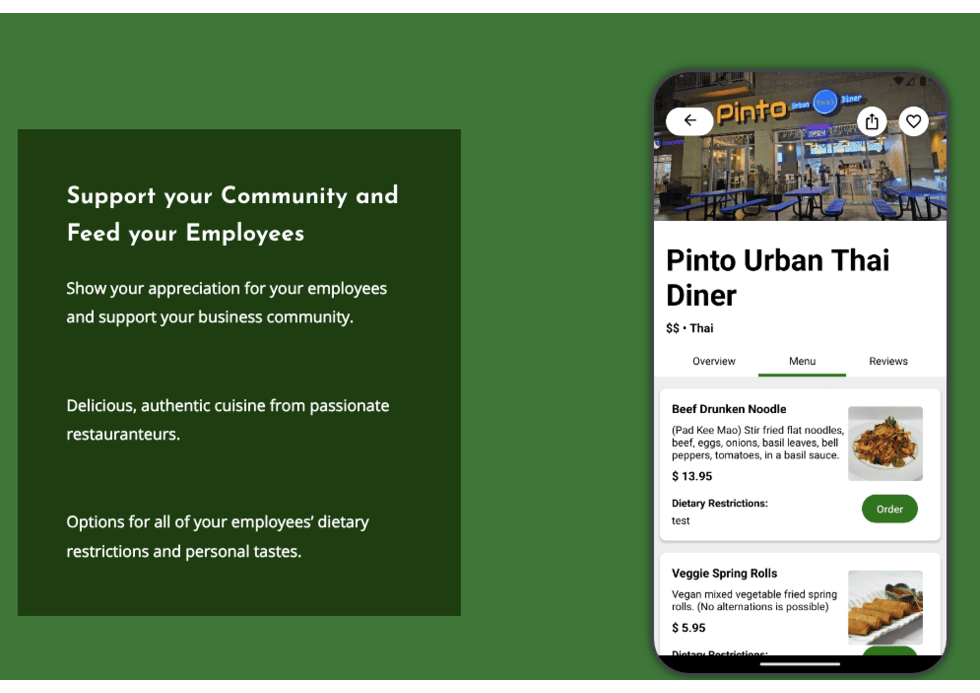 Support your Community and
Feed your Employees
Show your appreciation for your employees
and support your business community.
Delicious, authentic cuisine from passionate
restauranteurs.
Options for all of your employees’ dietary
restrictions and personal tastes.
Pinto Urban Thai Diner
OPEN
Pinto Urban Thai
Diner
$$ • Thai
Overview Menu Reviews
Beef Drunken Noodle
(Pad Kee Mao) Stir fried flat noodles,
beef, eggs, onions, basil leaves, bell
peppers, tomatoes, in a basil sauce.
$ 13.95
Dietary Restrictions:
test
Order
Veggie Spring Rolls
Vegan mixed vegetable fried spring
rolls. (No alternations is possible)
$ 5.95
Dietary Restrictions: